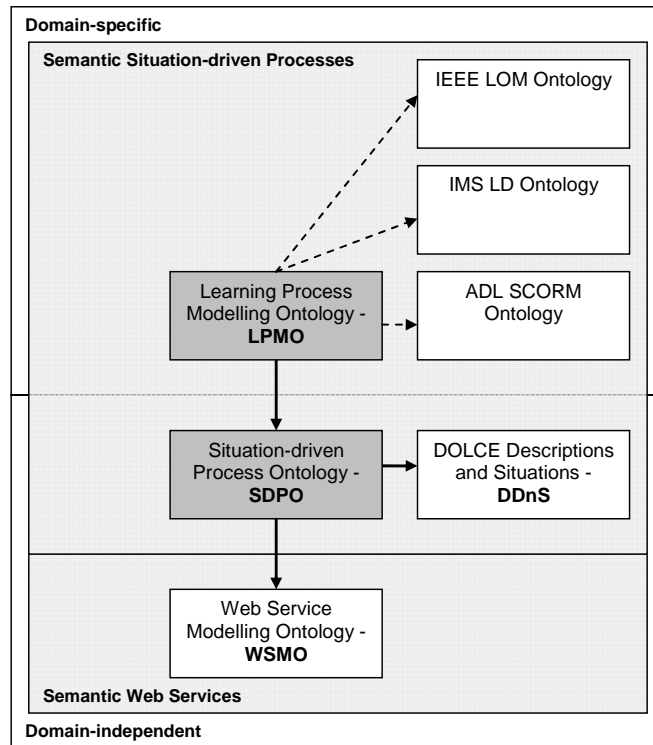 Domain-specific
Semantic Situation-driven Processes
IEEE LOM Ontology
IMS LD Ontology
Learning Process
Modelling Ontology -
LPMO
ADL SCORM
Ontology
Situation-driven
Process Ontology -
SDPO
DOLCE Descriptions
and Situations -
DDnS
Web Service
Modelling Ontology -
WSMO
Semantic Web Services
Domain-independent